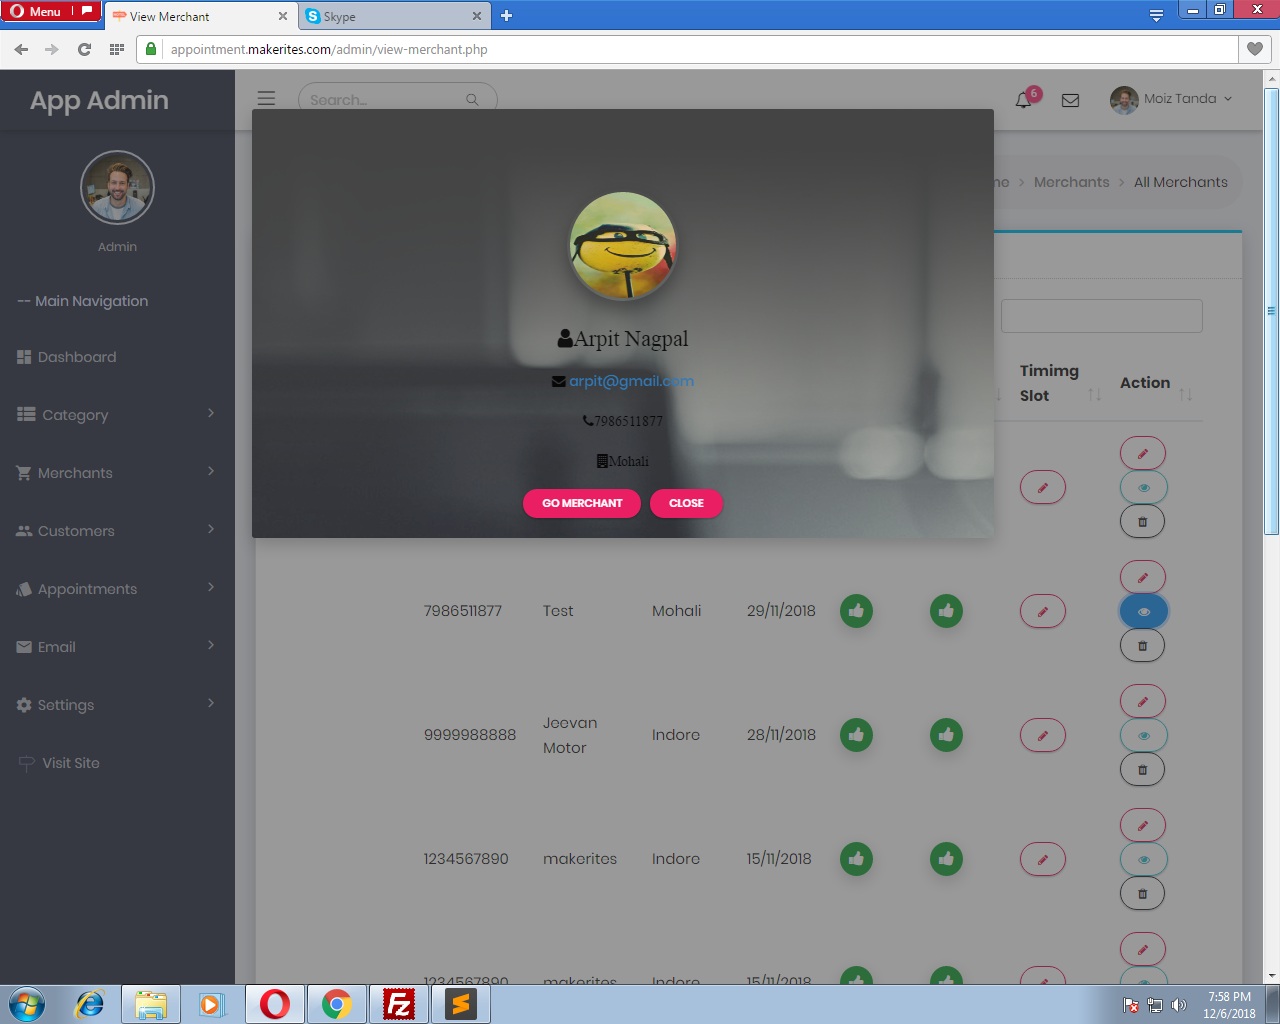 Menu
View Merchant
Skype
appointment.makerites.com/admin/view-merchant.php
App Admin
Search...
6
Moiz Tanda
Admin
Merchants > All Merchants
-- Main Navigation
Dashboard
Category
Merchants
Customers
Appointments
Email
Settings
Visit Site
Arpit Nagpal
arpit@gmail.com
7986511877
Mohali
GO MERCHANT
CLOSE
Timimg
Slot
Action
7986511877 Test Mohali 29/11/2018
9999988888 Jeevan Motor Indore 28/11/2018
1234567890 makerites Indore 15/11/2018
1234567890 makerites Indore 15/11/2018
7:58 PM
12/6/2018